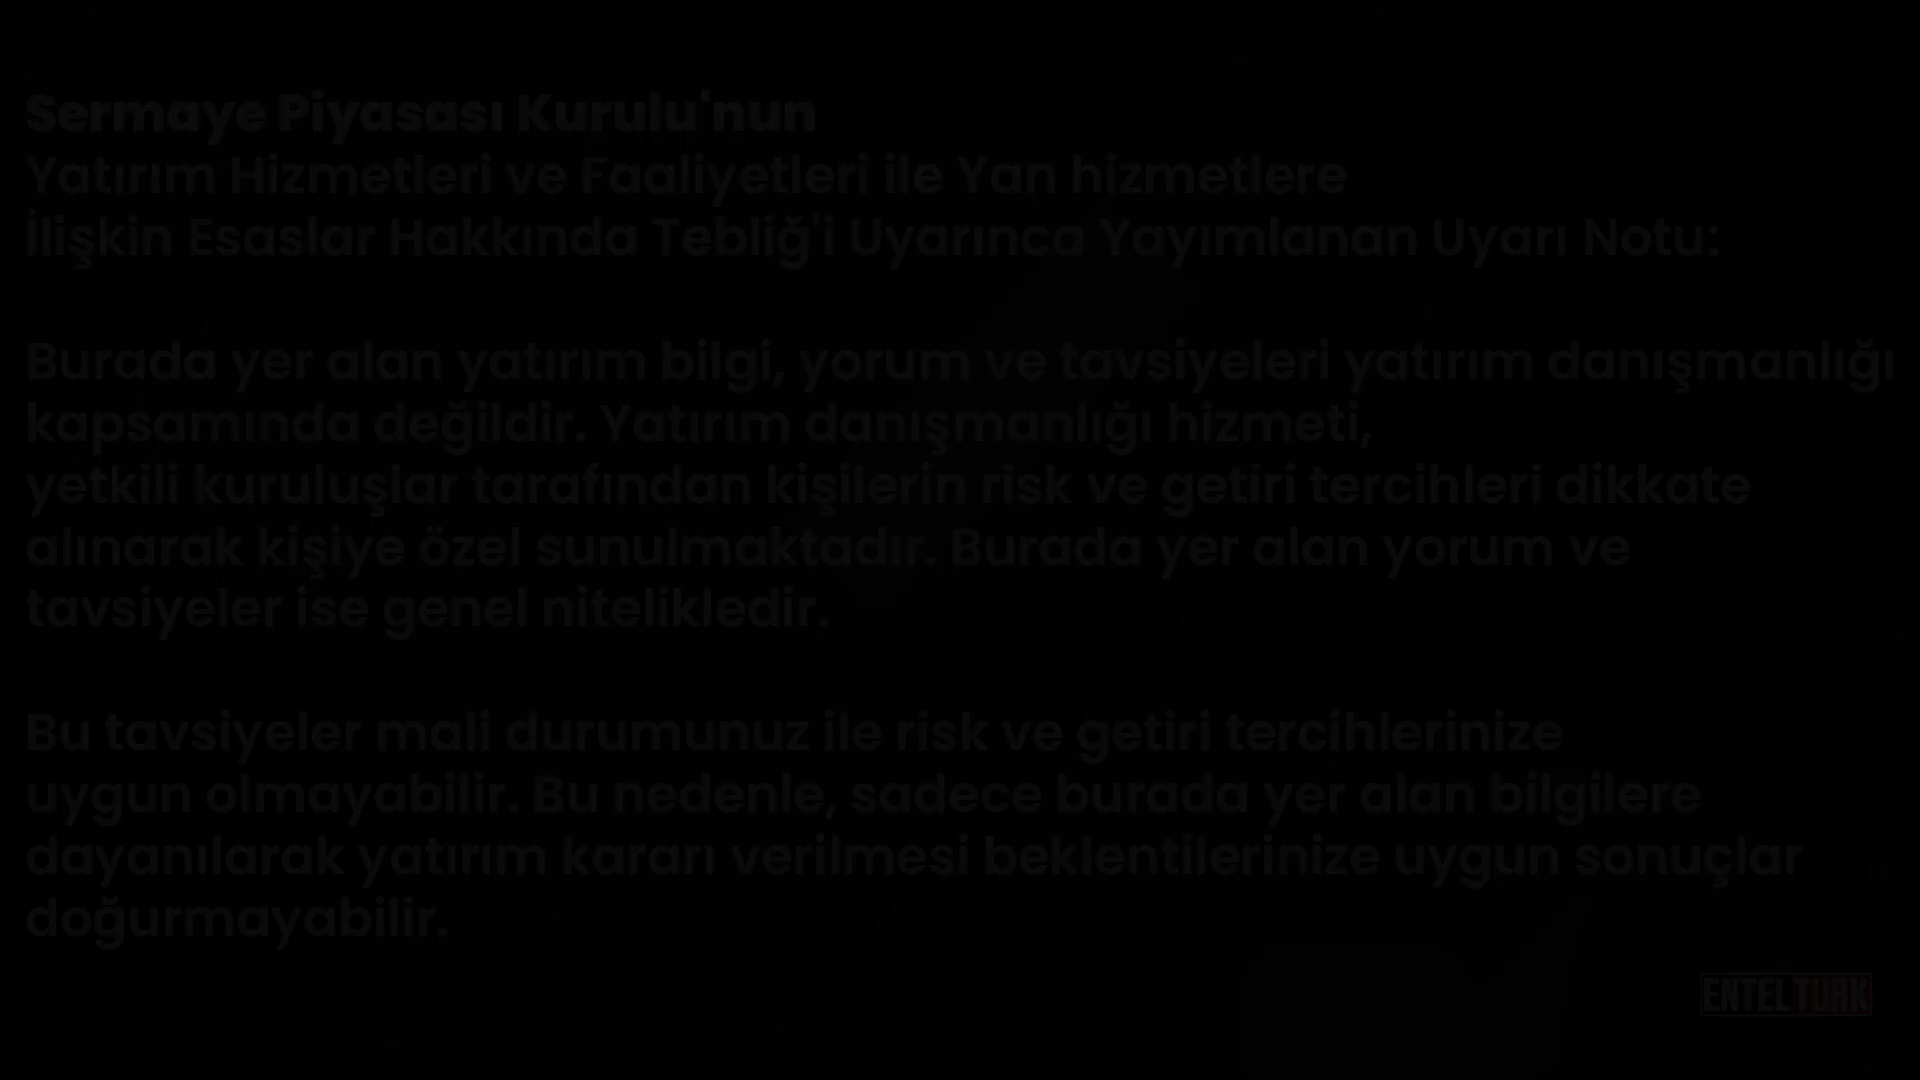 Sermaye Piyasası Kurulu'nun
Yatırım Hizmetleri ve Faaliyetleri ile Yan hizmetlere
İlişkin Esaslar Hakkında Tebliğ'i Uyarınca Yayımlanan Uyarı Notu:
Burada yer alan yatırım bilgi, yorum ve tavsiyeleri yatırım danışmanlığı
kapsamında değildir. Yatırım danışmanlığı hizmeti,
yetkili kuruluşlar tarafından kişilerin risk ve getiri tercihleri dikkate
alınarak kişiye özel sunulmaktadır. Burada yer alan yorum ve
tavsiyeler ise genel nitelikledir.
Bu tavsiyeler mali durumunuz ile risk ve getiri tercihlerinize
uygun olmayabilir. Bu nedenle, sadece burada yer alan bilgilere
dayanılarak yatırım kararı verilmesi beklentilerinize uygun sonuçlar
doğurmayabilir.
ENTELTURK